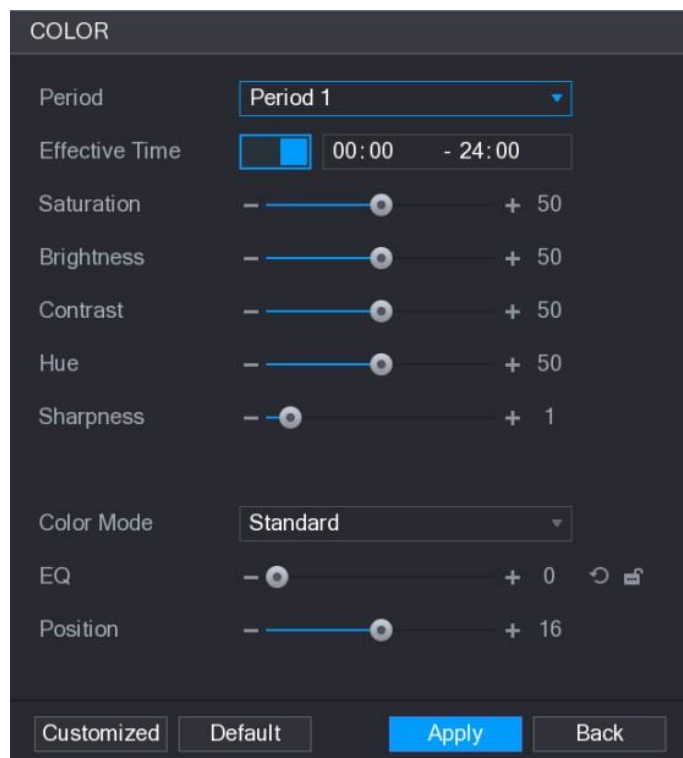 COLOR
Period Period 1
Effective Time 00:00 - 24:00
Saturation - + 50
Brightness - + 50
Contrast - + 50
Hue - + 50
Sharpness - + 1
Color Mode Standard
EQ - + 0
Position - + 16
Customized Default Apply Back